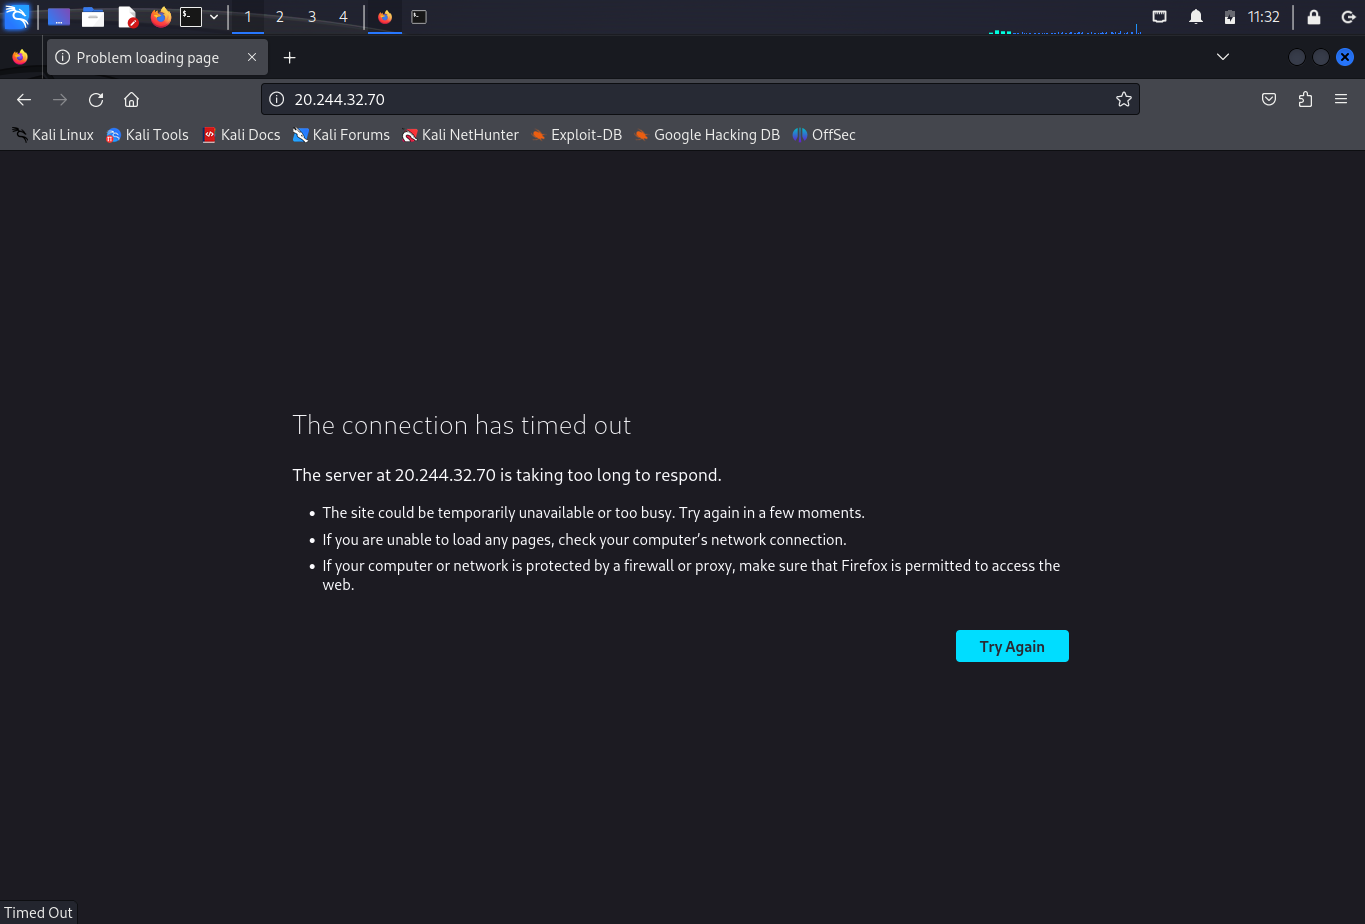 1 2 3 4 11:32
Problem loading page
20.244.32.70
Kali Linux Kali Tools Kali Docs Kali Forums Kali NetHunter Exploit-DB Google Hacking DB OffSec
The connection has timed out
The server at 20.244.32.70 is taking too long to respond.
• The site could be temporarily unavailable or too busy. Try again in a few moments.
• If you are unable to load any pages, check your computer’s network connection.
• If your computer or network is protected by a firewall or proxy, make sure that Firefox is permitted to access the
web.
Try Again
Timed Out